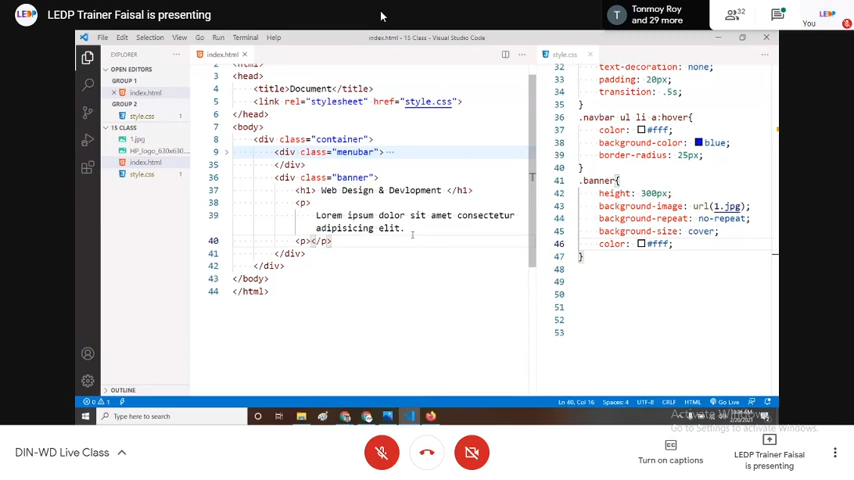 LEDP Trainer Faisal is presenting
T Tonmoy Roy
and 29 more
32
You LEDP
File Edit Selection View Go Run Terminal Help
index.html - 15 Class - Visual Studio Code
EXPLORER
OPEN EDITORS
GROUP 1
index.html
GROUP 2
style.css 1
15 CLASS
1.jpg
HP_logo_630x630....
index.html
style.css 1
OUTLINE
index.html
2 <html>
3 <head>
4 <title>Document</title>
5 <link rel="stylesheet" href="style.css">
6 </head>
7 <body>
8 <div class="container">
9 <div class="menubar"> ...
35 </div>
36 <div class="banner">
37 <h1> Web Design & Devlopment </h1>
38 <p>
39 Lorem ipsum dolor sit amet consectetur
adipisicing elit.
40 <p></p>
41 </div>
42 </div>
43 </body>
44 </html>
style.css
32 text-decoration: none;
33 padding: 20px;
34 transition: .5s;
35 }
36 .navbar ul li a:hover{
37 color: #fff;
38 background-color: blue;
39 border-radius: 25px;
40 }
41 .banner{
42 height: 300px;
43 background-image: url(1.jpg);
44 background-repeat: no-repeat;
45 background-size: cover;
46 color: #fff;
47 }
48
49
50
51
52
53
0 1 Ln 40, Col 16 Spaces: 4 UTF-8 CRLF HTML Go Live
Type here to search
2/20/2021
Activate Windows
Go to Settings to activate Windows.
DIN-WD Live Class
Turn on captions
LEDP Trainer Faisal
is presenting